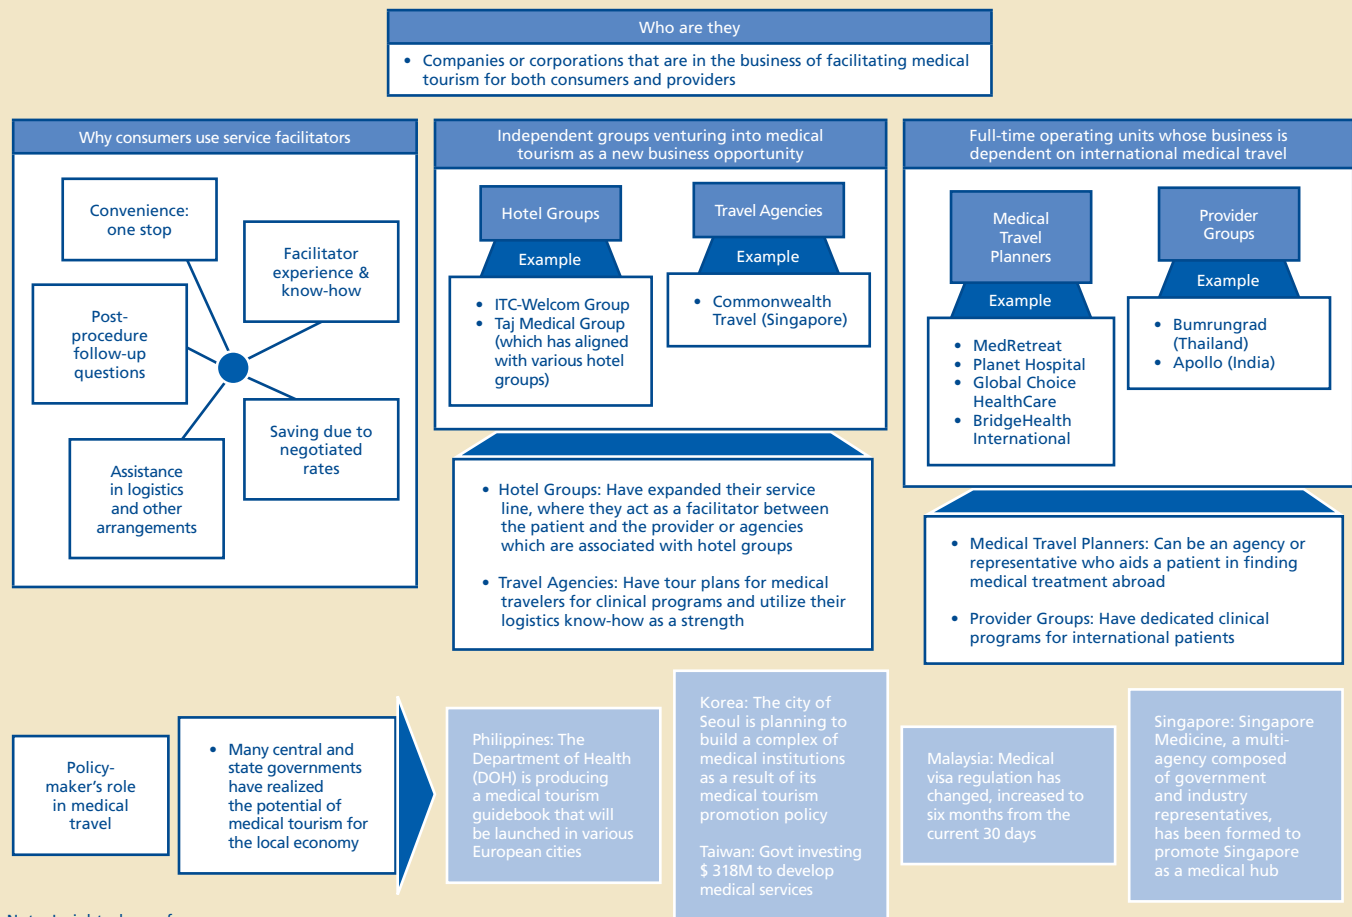 Who are they
• Companies or corporations that are in the business of facilitating medical
tourism for both consumers and providers
Why consumers use service facilitators
Convenience:
one stop
Facilitator
experience &
know-how
Post-
procedure
follow-up
questions
Saving due to
negotiated
rates
Assistance
in logistics
and other
arrangements
Independent groups venturing into medical
tourism as a new business opportunity
Hotel Groups
Example
• ITC-Welcom Group
• Taj Medical Group
(which has aligned
with various hotel
groups)
Travel Agencies
Example
• Commonwealth
Travel (Singapore)
• Hotel Groups: Have expanded their service
line, where they act as a facilitator between
the patient and the provider or agencies
which are associated with hotel groups
• Travel Agencies: Have tour plans for medical
travelers for clinical programs and utilize their
logistics know-how as a strength
Full-time operating units whose business is
dependent on international medical travel
Medical
Travel
Planners
Example
• MedRetreat
• Planet Hospital
• Global Choice
HealthCare
• BridgeHealth
International
Provider
Groups
Example
• Bumrungrad
(Thailand)
• Apollo (India)
• Medical Travel Planners: Can be an agency or
representative who aids a patient in finding
medical treatment abroad
• Provider Groups: Have dedicated clinical
programs for international patients
Policy-
maker's role
in medical
travel
• Many central and
state governments
have realized
the potential of
medical tourism for
the local economy
Philippines: The
Department of Health
(DOH) is producing
a medical tourism
guidebook that will
be launched in various
European cities
Korea: The city of
Seoul is planning to
build a complex of
medical institutions
as a result of its
medical tourism
promotion policy
Taiwan: Govt investing
$ 318M to develop
medical services
Malaysia: Medical
visa regulation has
changed, increased to
six months from the
current 30 days
Singapore: Singapore
Medicine, a multi-
agency composed
of government
and industry
representatives,
has been formed to
promote Singapore
as a medical hub